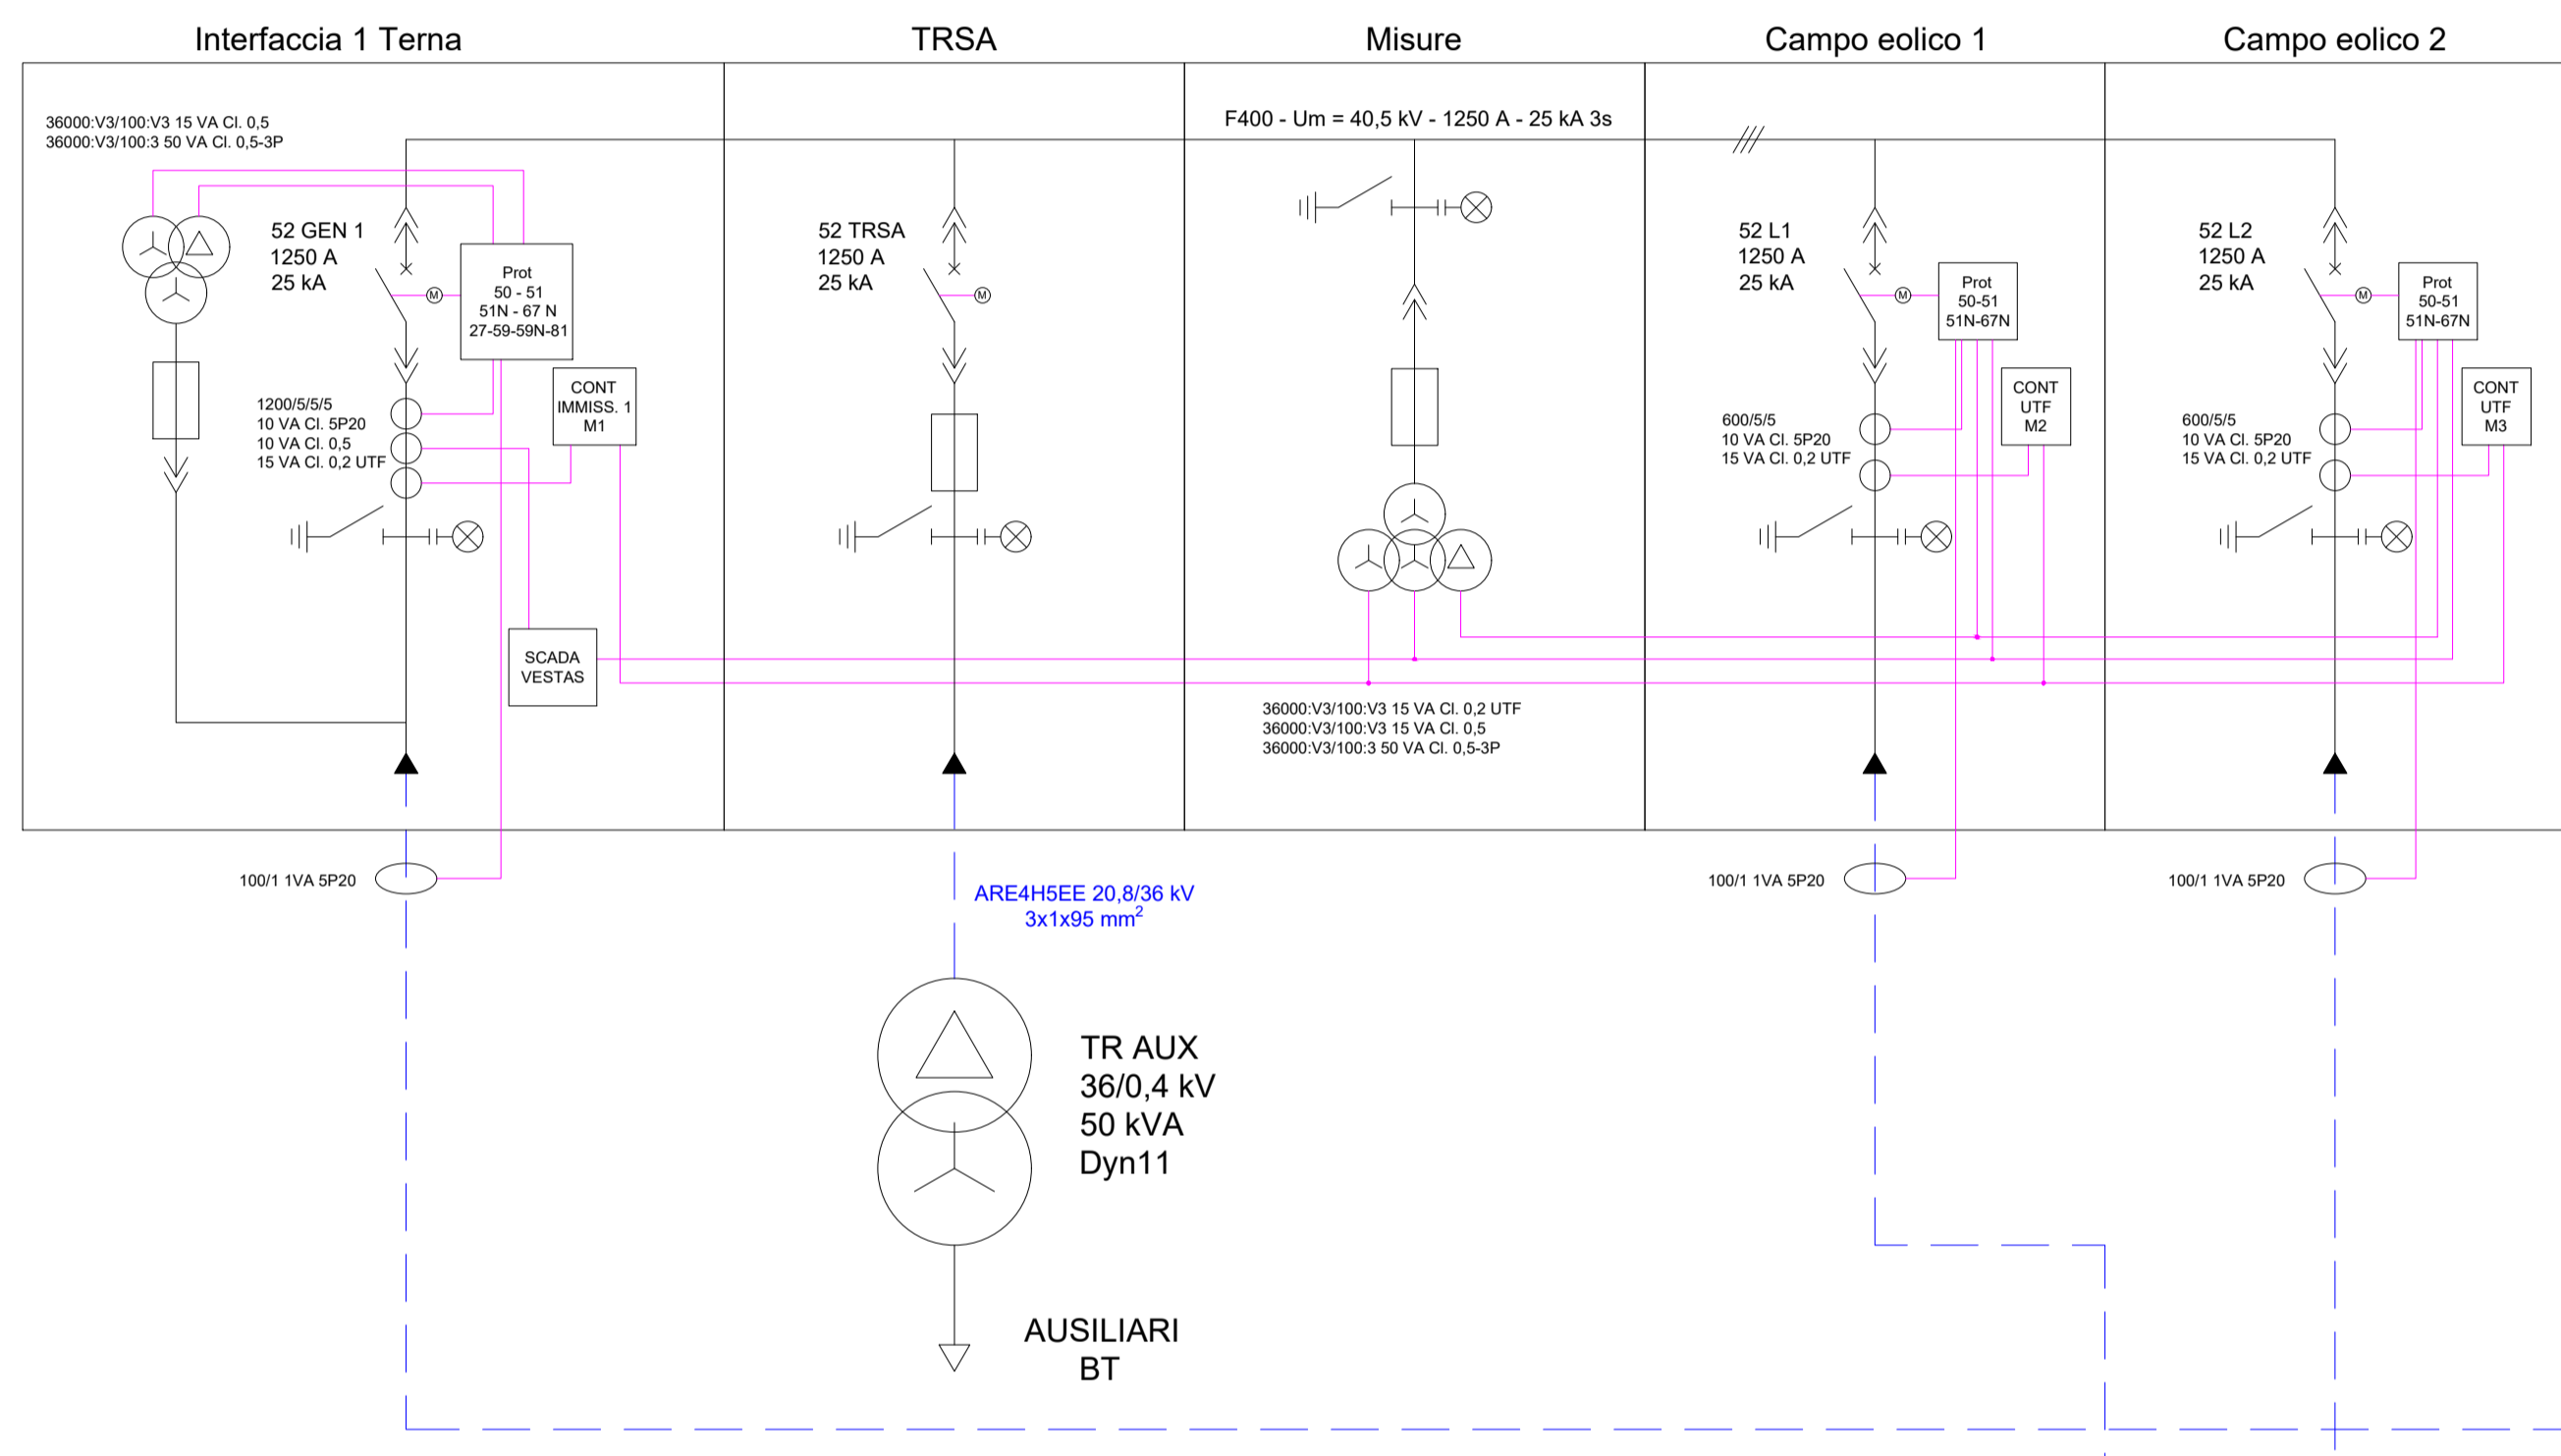 Interfaccia 1 Terna
TRSA
Misure
Campo eolico 1
Campo eolico 2
36000:V3/100:V3 15 VA Cl. 0,5
36000:V3/100:3 50 VA Cl. 0,5-3P
F400 - Um = 40,5 kV - 1250 A - 25 kA 3s
52 GEN 1
1250 A
25 kA
M
Prot
50 - 51
51N - 67 N
27-59-59N-81
CONT
IMMISS. 1
M1
1200/5/5/5
10 VA Cl. 5P20
10 VA Cl. 0,5
15 VA Cl. 0,2 UTF
SCADA
VESTAS
100/1 1VA 5P20
52 TRSA
1250 A
25 kA
M
36000:V3/100:V3 15 VA Cl. 0,2 UTF
36000:V3/100:V3 15 VA Cl. 0,5
36000:V3/100:3 50 VA Cl. 0,5-3P
52 L1
1250 A
25 kA
M
Prot
50-51
51N-67N
CONT
UTF
M2
600/5/5
10 VA Cl. 5P20
15 VA Cl. 0,2 UTF
100/1 1VA 5P20
52 L2
1250 A
25 kA
M
Prot
50-51
51N-67N
CONT
UTF
M3
600/5/5
10 VA Cl. 5P20
15 VA Cl. 0,2 UTF
100/1 1VA 5P20
ARE4H5EE 20,8/36 kV
3x1x95 mm²
TR AUX
36/0,4 kV
50 kVA
Dyn11
AUSILIARI
BT